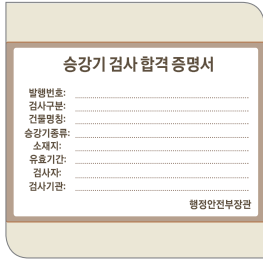 승강기 검사 합격 증명서
발행번호:
검사구분:
건물명칭:
승강기종류:
소재지:
유효기간:
검사자:
검사기관:
행정안전부장관